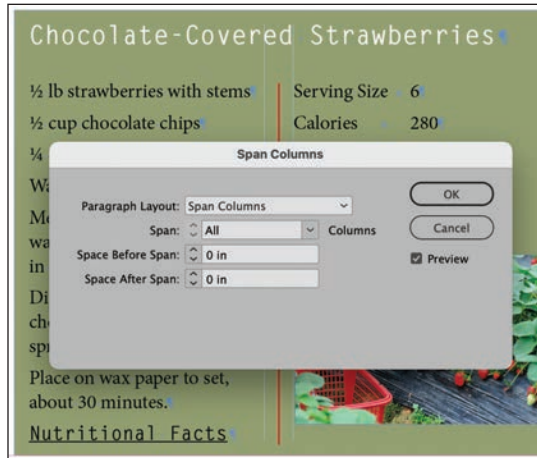 Chocolate-Covered Strawberries
½ lb strawberries with stems
½ cup chocolate chips
¼
Serving Size 6
Calories 280
Span Columns
Paragraph Layout: Span Columns
Span: All Columns
Space Before Span: 0 in
Space After Span: 0 in
OK
Cancel
Preview
in
Place on wax paper to set,
about 30 minutes.
Nutritional Facts